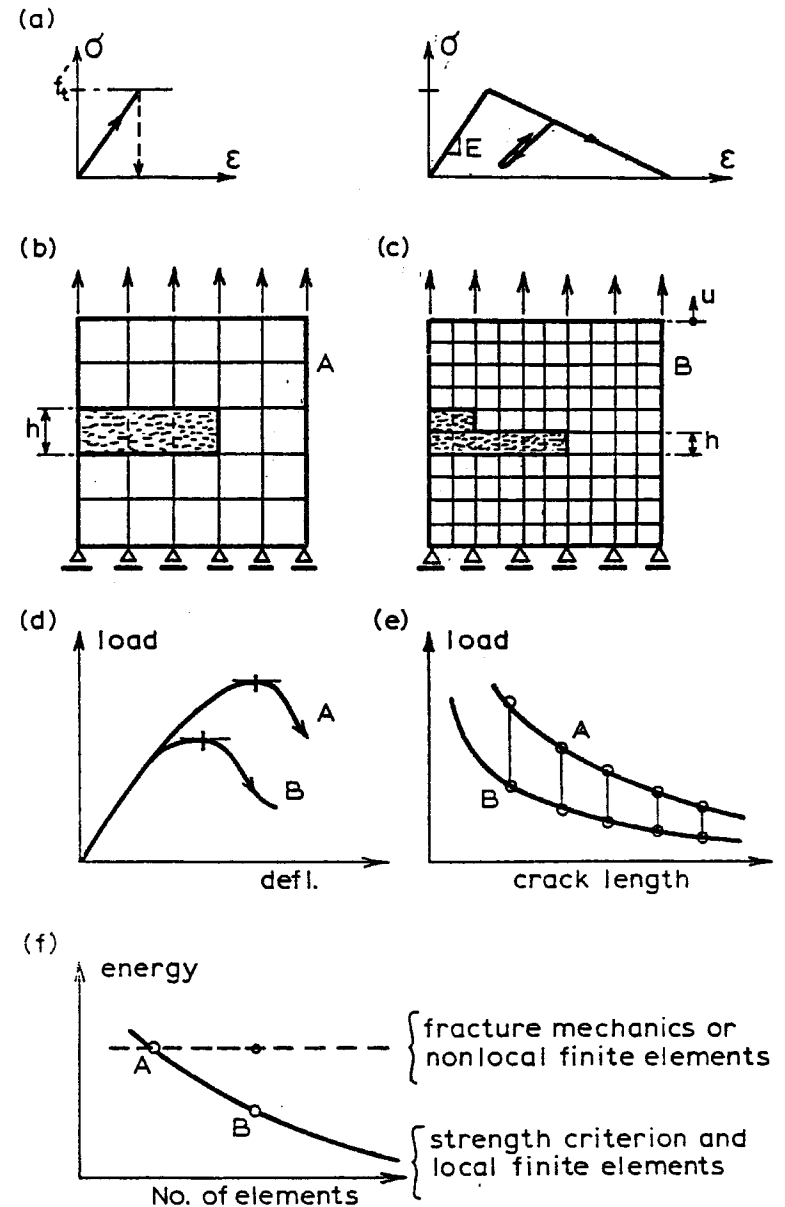 (a)
σ
f't
ε
σ
E
ε
(b)
A
h
(c)
u
B
h
(d)
load
A
B
defl.
(e)
load
A
B
crack length
(f)
energy
A
B
No. of elements
fracture mechanics or
nonlocal finite elements
strength criterion and
local finite elements